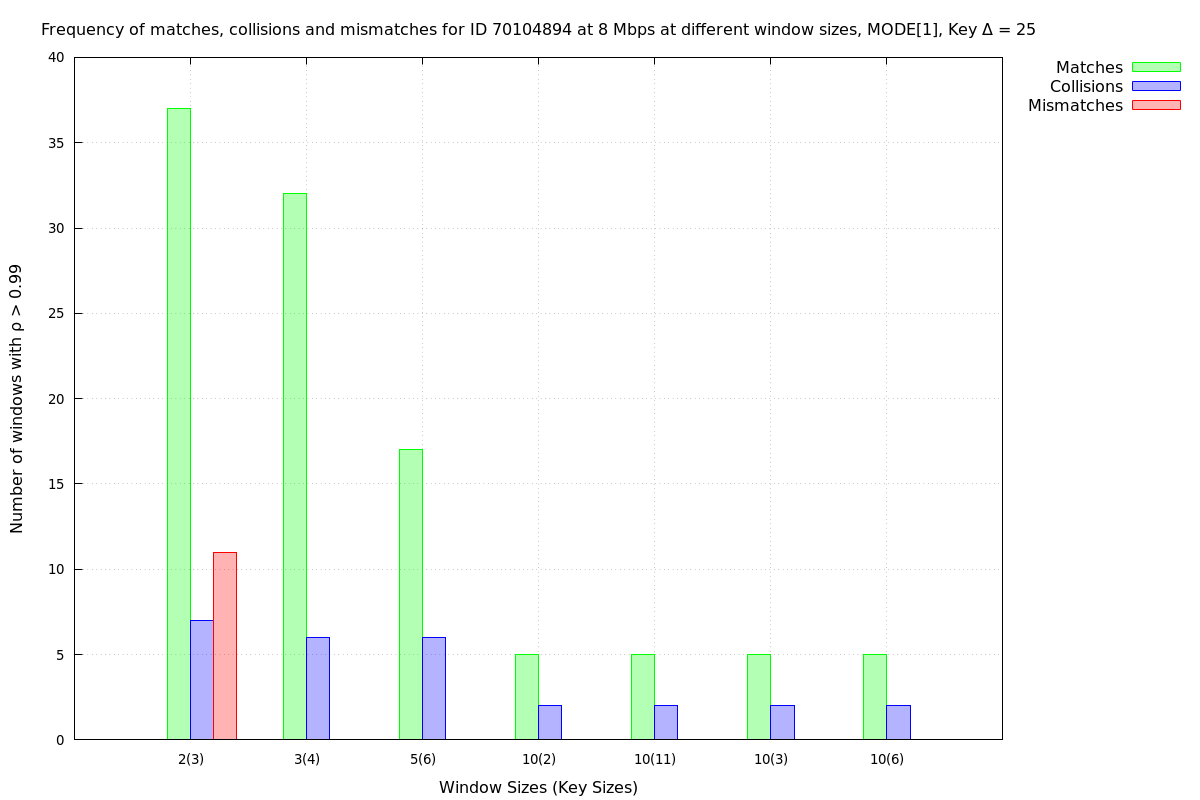 Frequency of matches, collisions and mismatches for ID 70104894 at 8 Mbps at different window sizes, MODE[1], Key Δ = 25
Matches
Collisions
Mismatches
Number of windows with ρ > 0.99
40
35
30
25
20
15
10
5
0
2(3) 3(4) 5(6) 10(2) 10(11) 10(3) 10(6)
Window Sizes (Key Sizes)